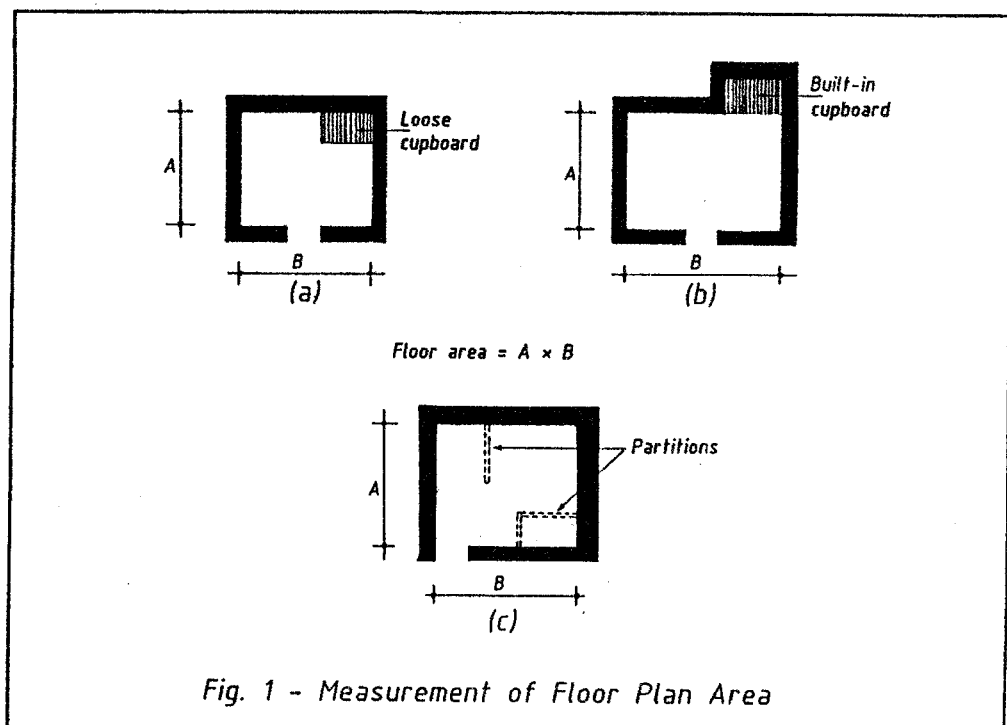 Loose
cupboard
A
B
(a)
Built-in
cupboard
A
B
(b)
Floor area = A × B
Partitions
A
B
(c)
Fig. 1 - Measurement of Floor Plan Area